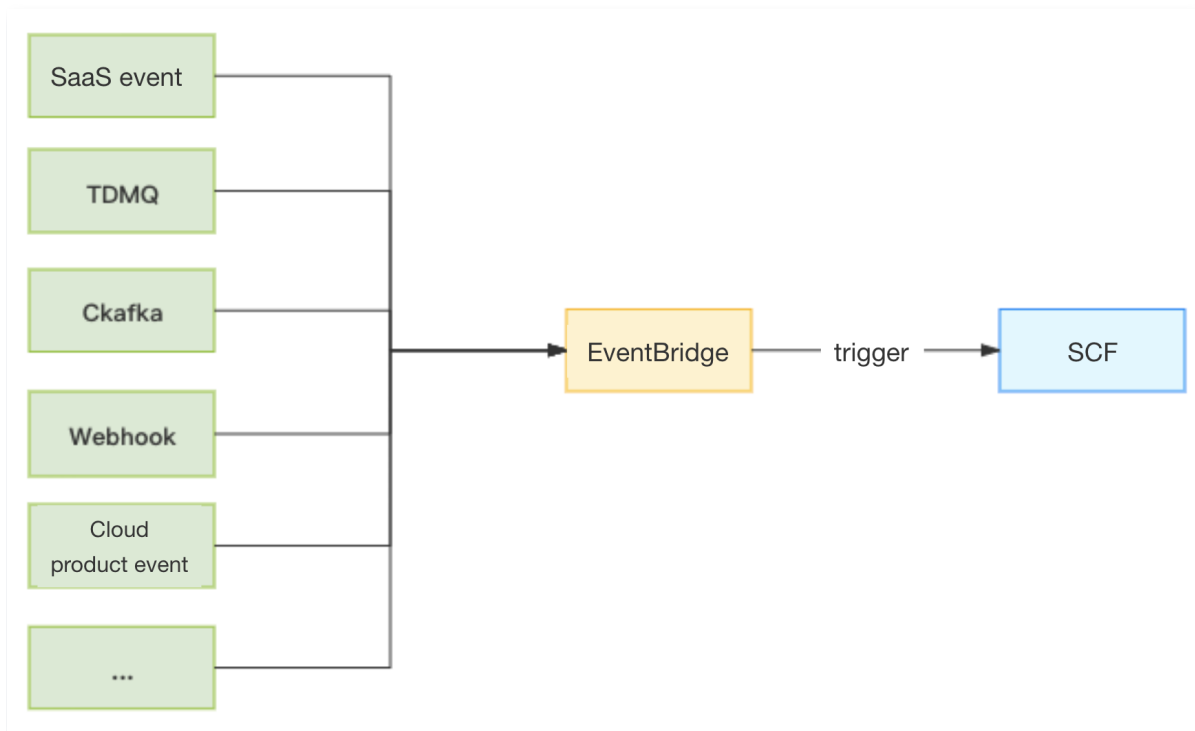 SaaS event
TDMQ
Ckafka
Webhook
Cloud
product event
...
EventBridge
trigger
SCF